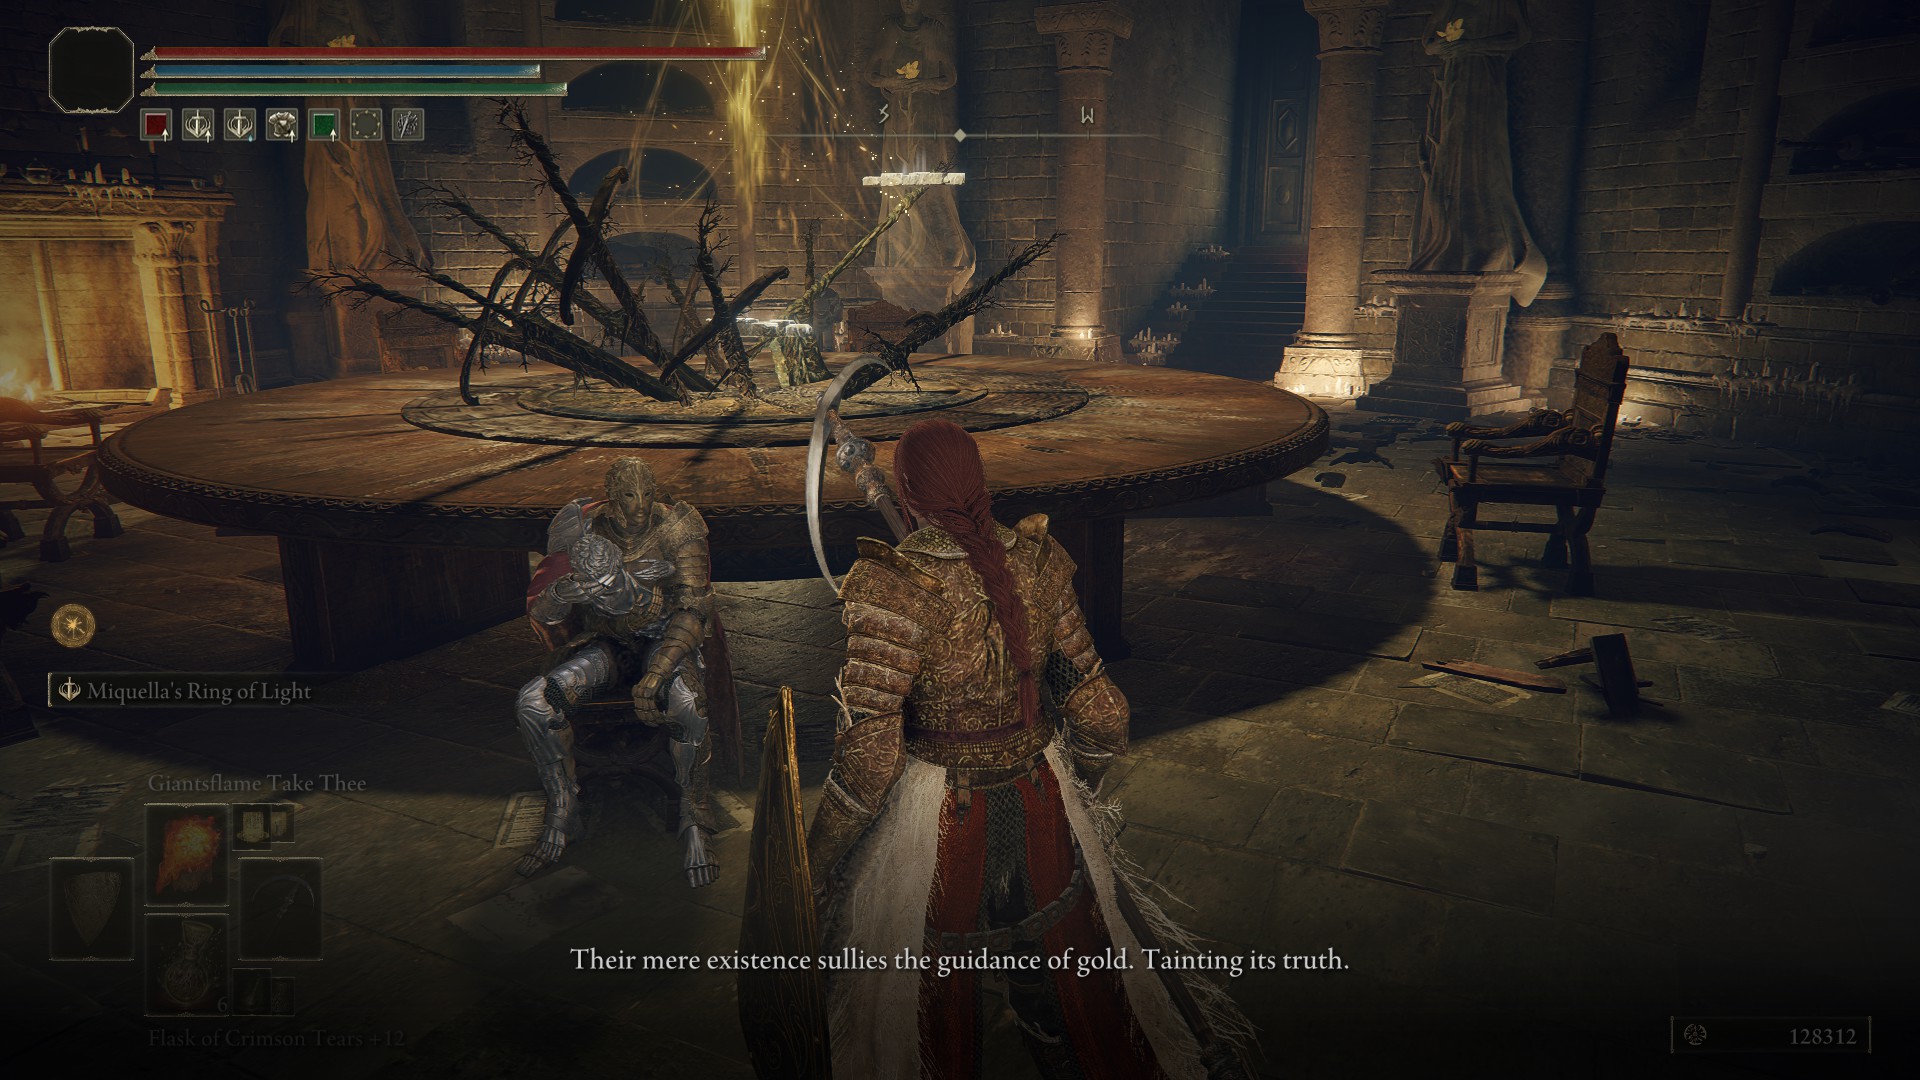 S W
Miquella's Ring of Light
Giantsflame Take Thee
6
Flask of Crimson Tears +12
Their mere existence sullies the guidance of gold. Tainting its truth.
128312